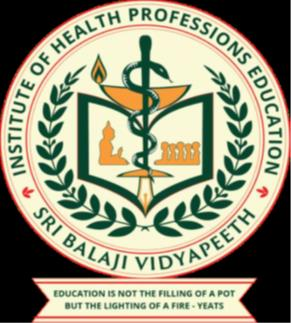 INSTITUTE OF HEALTH PROFESSIONS EDUCATION
SRI BALAJI VIDYAPEETH
EDUCATION IS NOT THE FILLING OF A POT
BUT THE LIGHTING OF A FIRE - YEATS